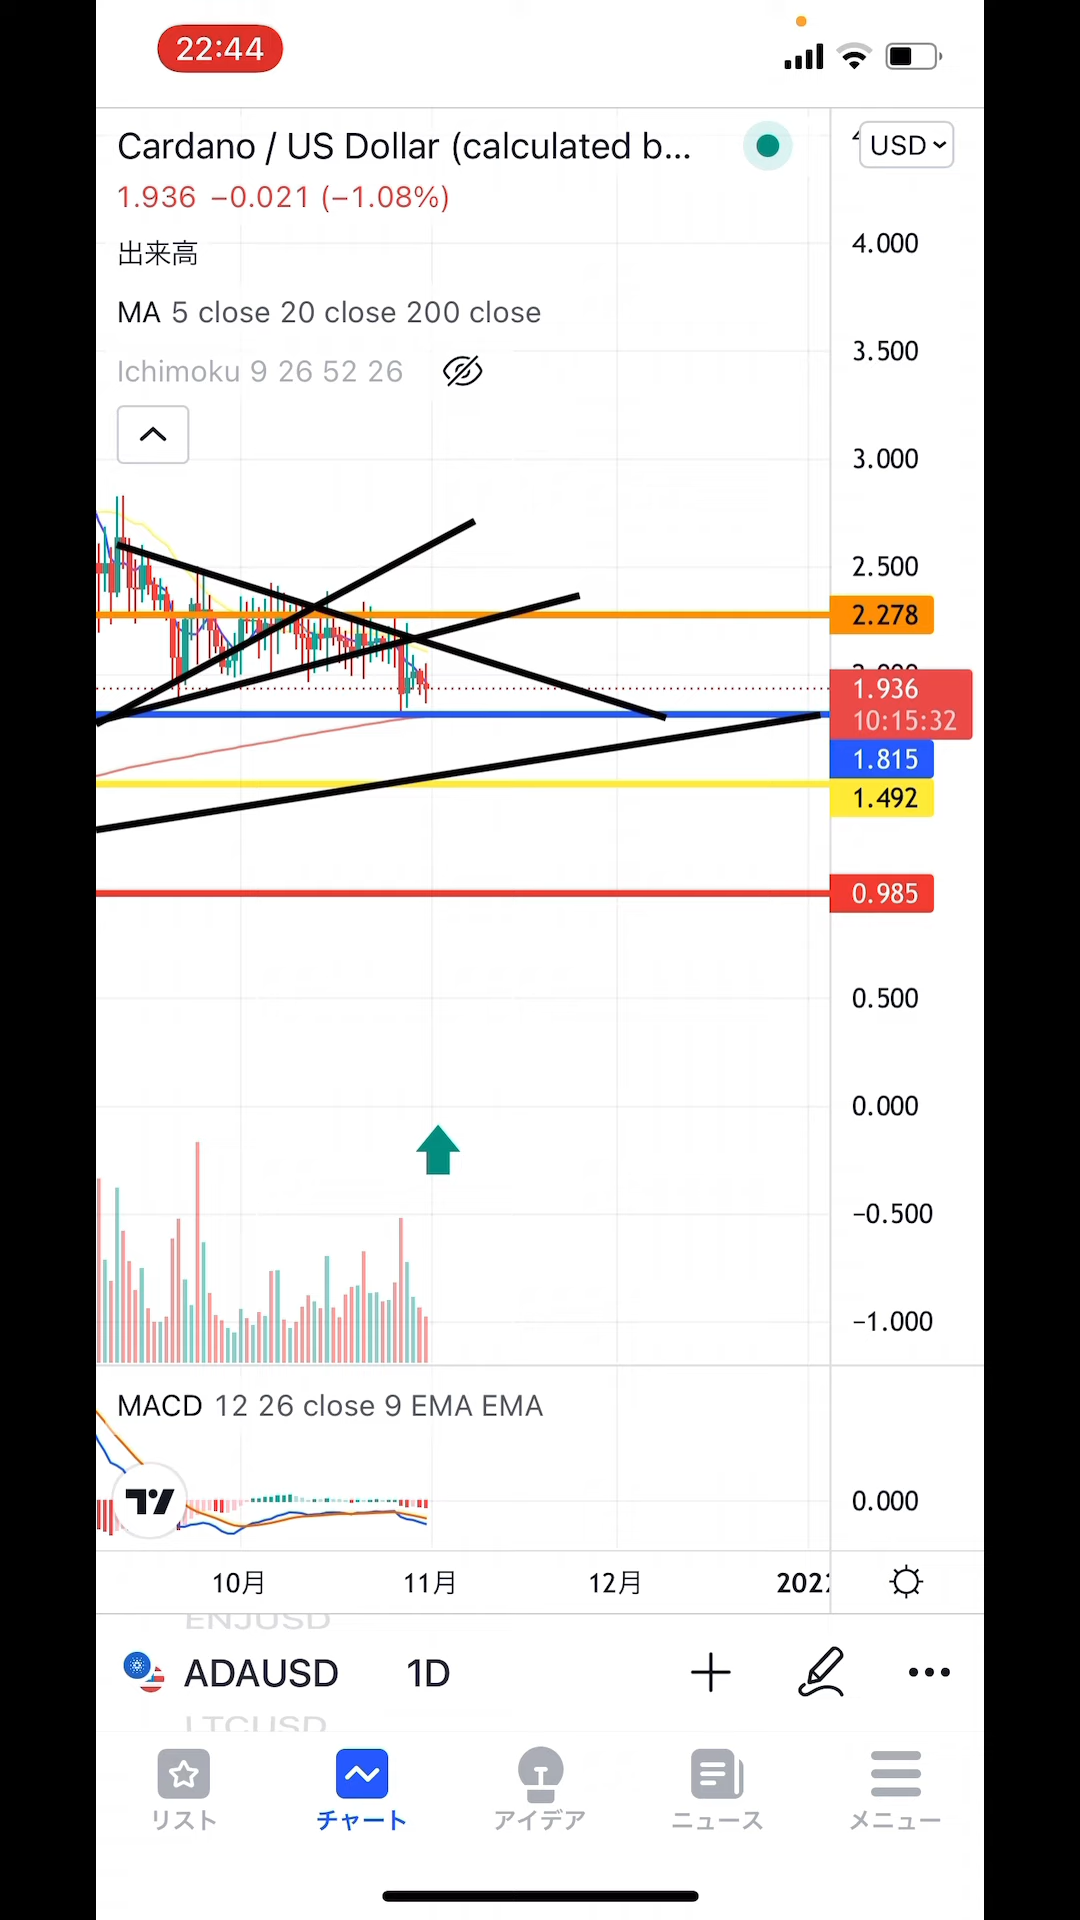 22:44
Cardano / US Dollar (calculated b...
USD
1.936 −0.021 (−1.08%)
出来高
4.000
MA 5 close 20 close 200 close
3.500
Ichimoku 9 26 52 26
3.000
2.500
2.278
1.936
10:15:32
1.815
1.492
0.985
0.500
0.000
−0.500
−1.000
MACD 12 26 close 9 EMA EMA
0.000
10月 11月 12月
ENJUSD
ADAUSD 1D
LTCUSD
リスト チャート アイデア ニュース メニュー